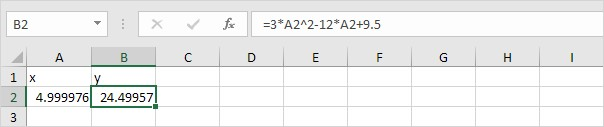 B2 fx =3*A2^2-12*A2+9.5
A B C D E F G H I
1 x y
2 4.999976 24.49957
3